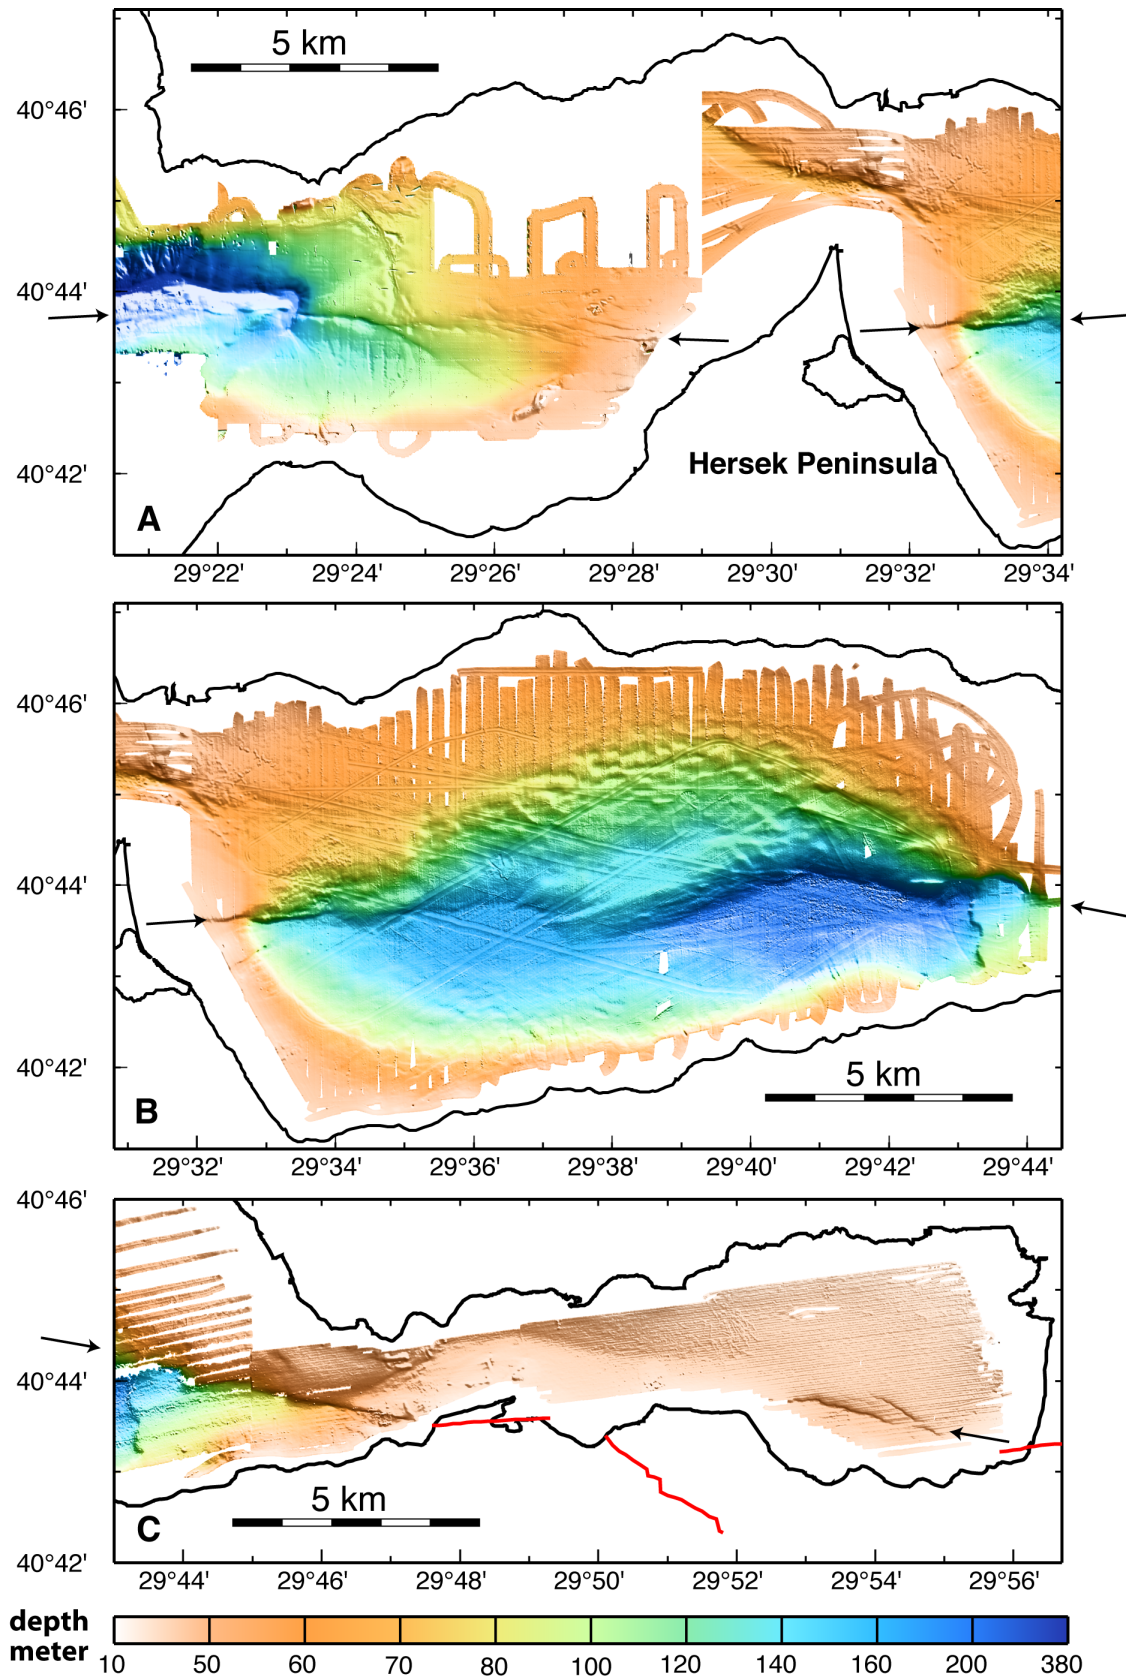 5 km
40°46'
40°44'
40°42'
Hersek Peninsula
A
29°22' 29°24' 29°26' 29°28' 29°30' 29°32' 29°34'
40°46'
40°44'
40°42'
5 km
B
29°32' 29°34' 29°36' 29°38' 29°40' 29°42' 29°44'
40°46'
40°44'
5 km
C
40°42'
29°44' 29°46' 29°48' 29°50' 29°52' 29°54' 29°56'
depth
meter
10 50 60 70 80 100 120 140 160 200 380